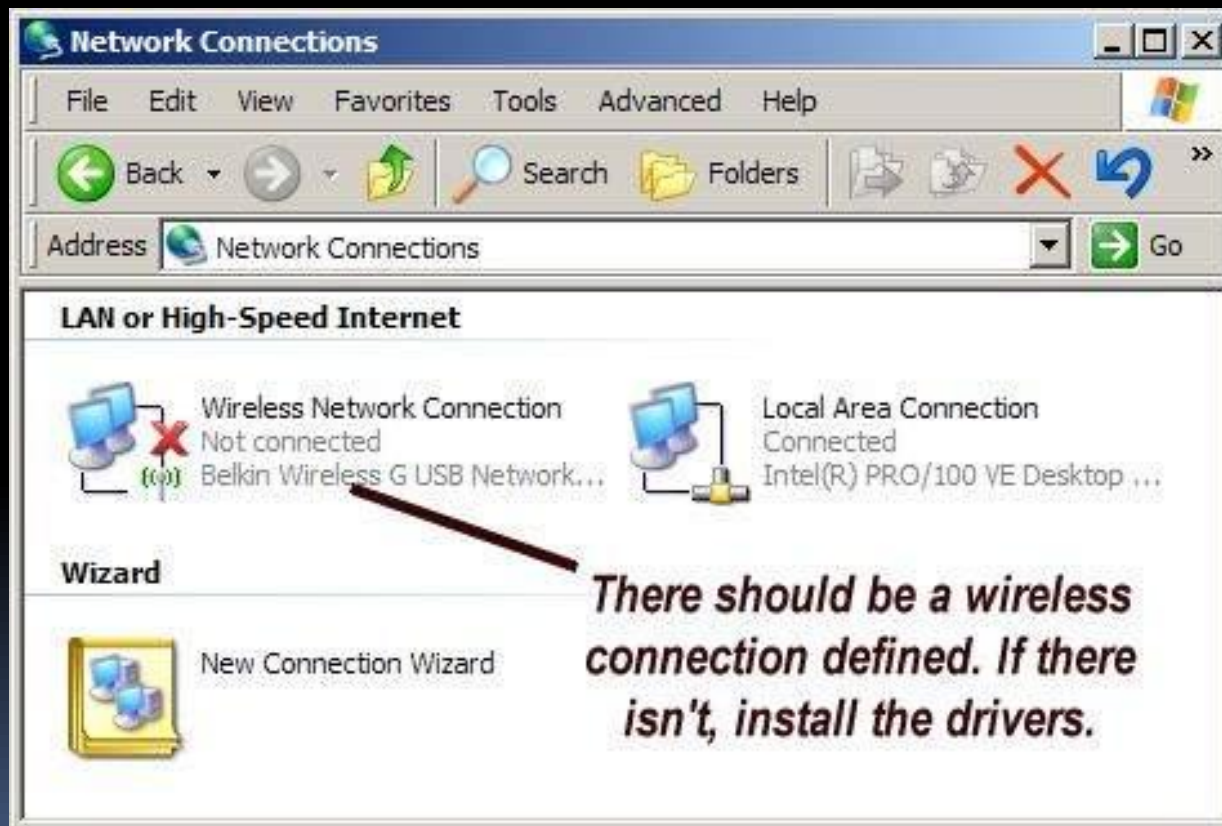 Network Connections
File Edit View Favorites Tools Advanced Help
Back Search Folders »
Address Network Connections Go
LAN or High-Speed Internet
Wireless Network Connection
Not connected
Belkin Wireless G USB Network...
Local Area Connection
Connected
Intel(R) PRO/100 VE Desktop ...
Wizard
New Connection Wizard
There should be a wireless
connection defined. If there
isn't, install the drivers.